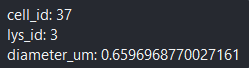 cell_id: 37
lys_id: 3
diameter_um: 0.6596968770027161